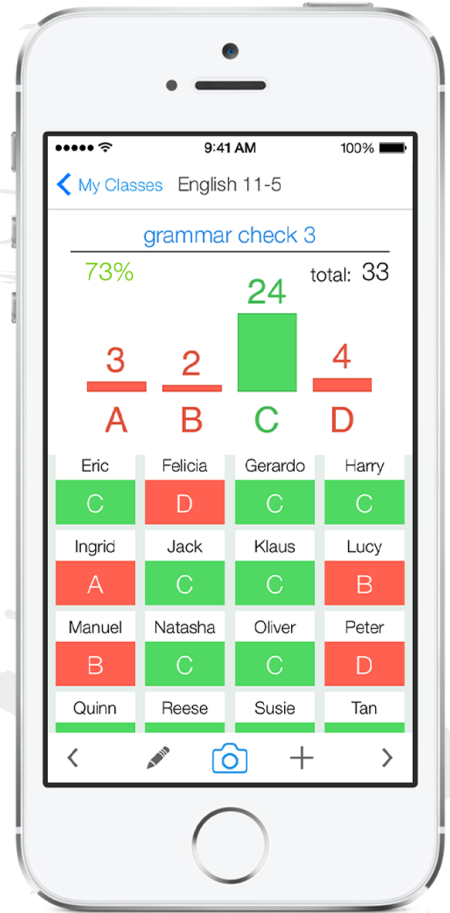 9:41 AM 100%
My Classes English 11-5
grammar check 3
73% total: 33
3 2 24 4
A B C D
Eric Felicia Gerardo Harry
C D C C
Ingrid Jack Klaus Lucy
A C C B
Manuel Natasha Oliver Peter
B C C D
Quinn Reese Susie Tan